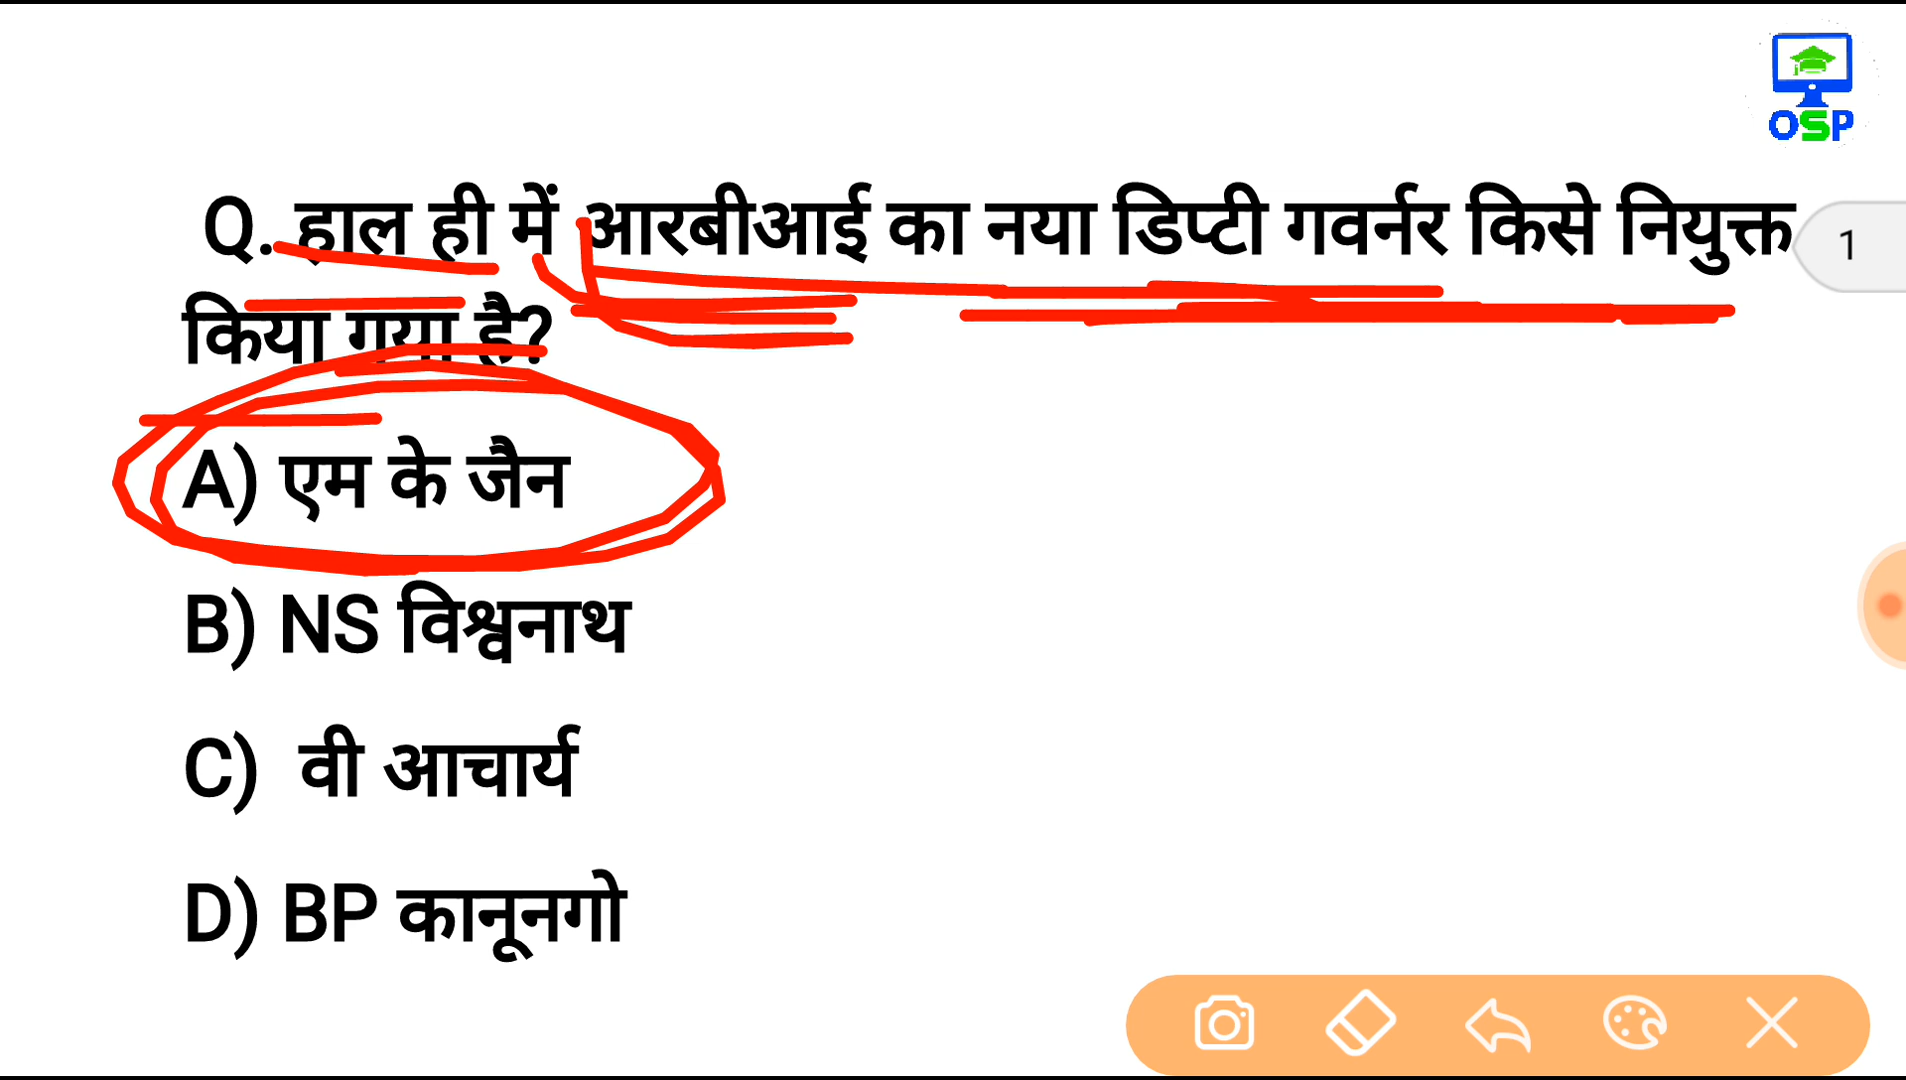 OSP
Q. हाल ही में आरबीआई का नया डिप्टी गवर्नर किसे नियुक्त
1
किया गया है?
A) एम के जैन
B) NS विश्वनाथ
C) वी आचार्य
D) BP कानूनगो